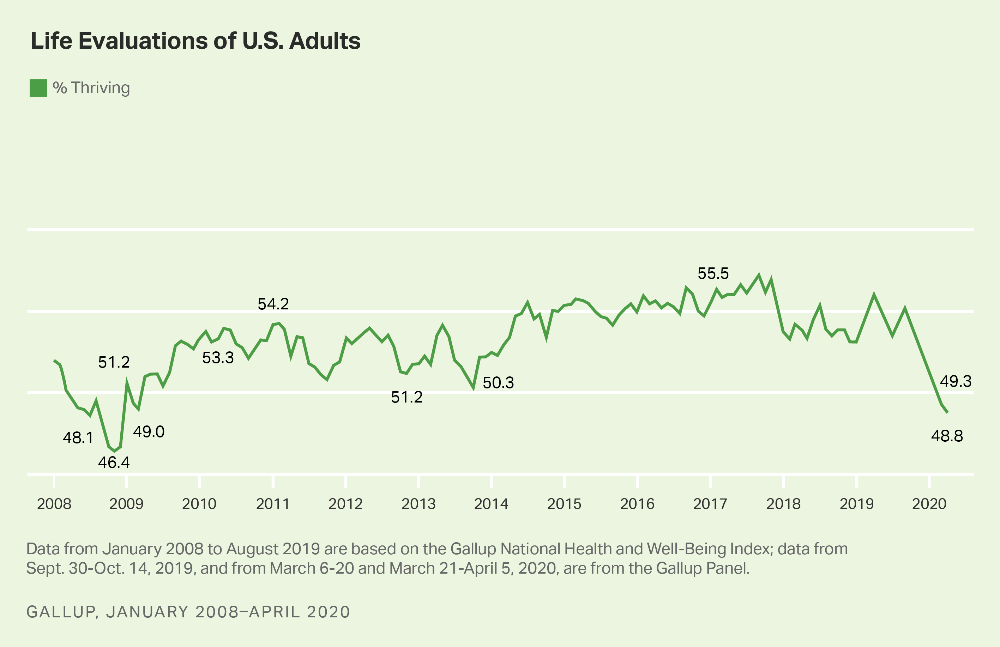 Life Evaluations of U.S. Adults
% Thriving
55.5
54.2
51.2
53.3
50.3
49.3
51.2
48.1
49.0
48.8
46.4
2008 2009 2010 2011 2012 2013 2014 2015 2016 2017 2018 2019 2020
Data from January 2008 to August 2019 are based on the Gallup National Health and Well-Being Index; data from
Sept. 30-Oct. 14, 2019, and from March 6-20 and March 21-April 5, 2020, are from the Gallup Panel.
GALLUP, JANUARY 2008–APRIL 2020